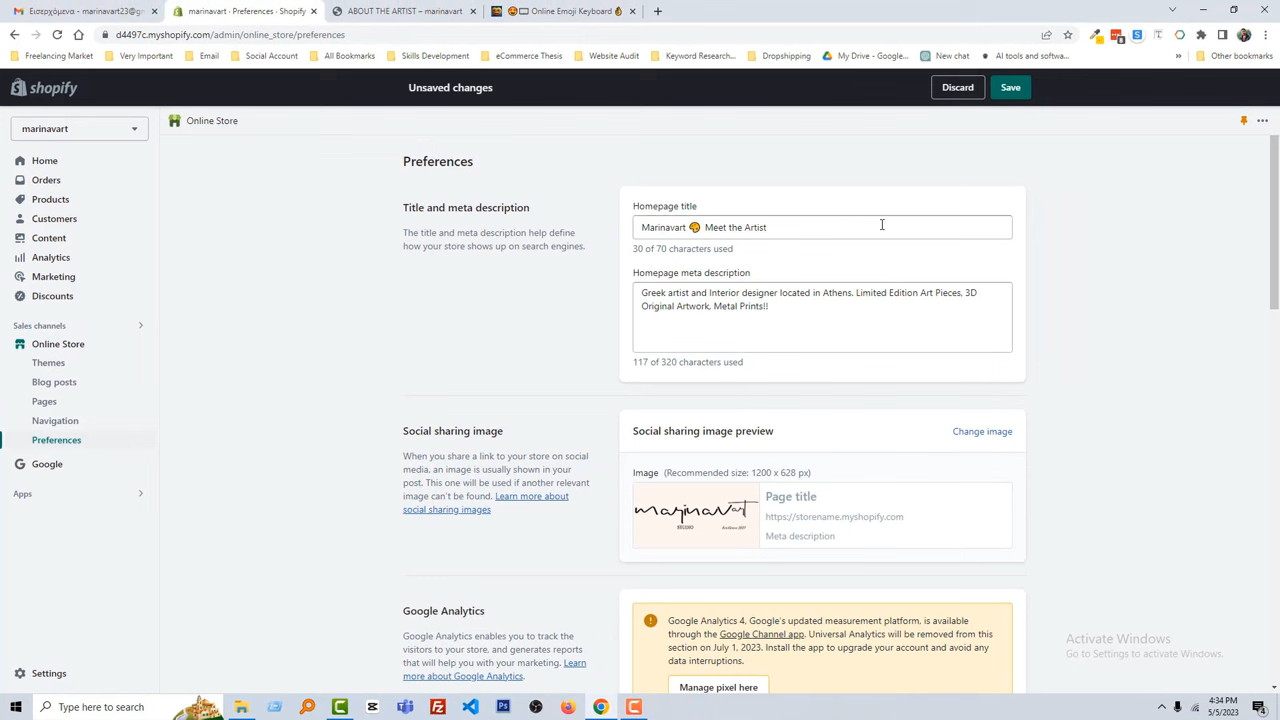 Εισερχόμενα - marinavart23@gm
marinavart · Preferences · Shopify
ABOUT THE ARTIST – marinavart
Online Emoji Keyboard
d4497c.myshopify.com/admin/online_store/preferences
Freelancing Market
Very Important
Email
Social Account
All Bookmarks
Skills Development
eCommerce Thesis
Website Audit
Keyword Research...
Dropshipping
My Drive - Google...
New chat
AI tools and softwa...
»
Other bookmarks
shopify
Unsaved changes
Discard
Save
marinavart
Online Store
Home
Orders
Products
Customers
Content
Analytics
Marketing
Discounts
Sales channels
Online Store
Themes
Blog posts
Pages
Navigation
Preferences
Google
Apps
Settings
Preferences
Title and meta description
The title and meta description help define
how your store shows up on search engines.
Homepage title
Marinavart 🎨 Meet the Artist
30 of 70 characters used
Homepage meta description
Greek artist and Interior designer located in Athens. Limited Edition Art Pieces, 3D
Original Artwork, Metal Prints!!
117 of 320 characters used
Social sharing image
When you share a link to your store on social
media, an image is usually shown in your
post. This one will be used if another relevant
image can't be found. Learn more about
social sharing images
Social sharing image preview
Change image
Image (Recommended size: 1200 x 628 px)
marinavart
STUDIO
Page title
https://storename.myshopify.com
Meta description
Google Analytics
Google Analytics enables you to track the
visitors to your store, and generates reports
that will help you with your marketing. Learn
more about Google Analytics.
Google Analytics 4, Google's updated measurement platform, is available
through the Google Channel app. Universal Analytics will be removed from this
section on July 1, 2023. Install the app to upgrade your account and avoid any
data interruptions.
Manage pixel here
Activate Windows
Go to Settings to activate Windows.
Type here to search
4:34 PM
5/5/2023